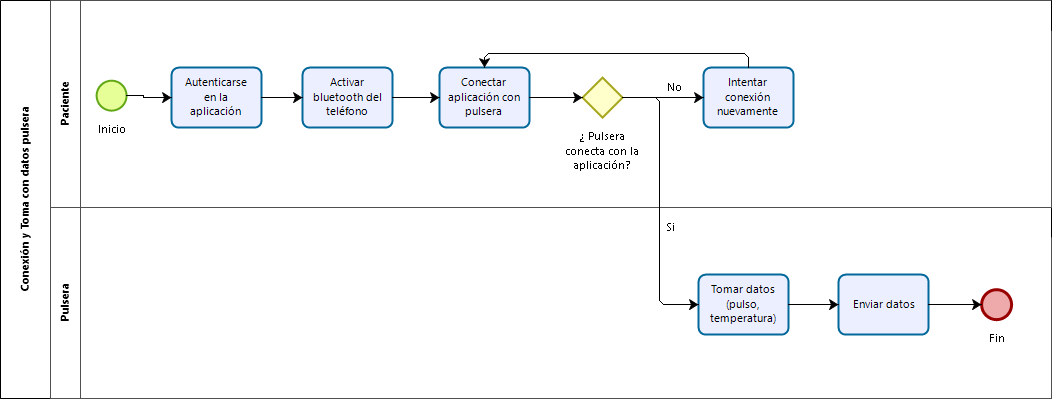 Conexión y Toma con datos pulsera
Paciente
Inicio
Autenticarse
en la
aplicación
Activar
bluetooth del
teléfono
Conectar
aplicación con
pulsera
¿ Pulsera
conecta con la
aplicación?
No
Intentar
conexión
nuevamente
Si
Pulsera
Tomar datos
(pulso,
temperatura)
Enviar datos
Fin